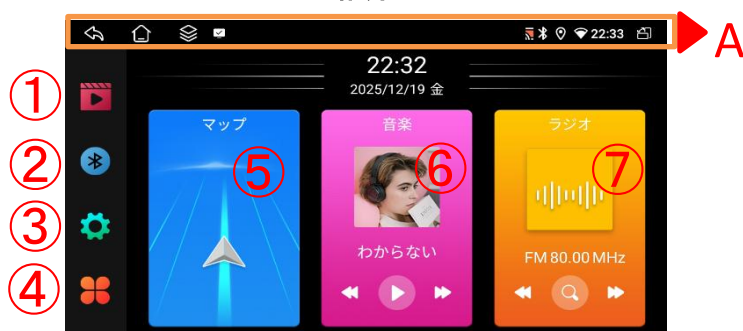 22:33
A
22:32
2025/12/19 金
① マップ 音楽 ラジオ
② ⑤ ⑥ ⑦
③ わからない FM 80.00 MHz
④